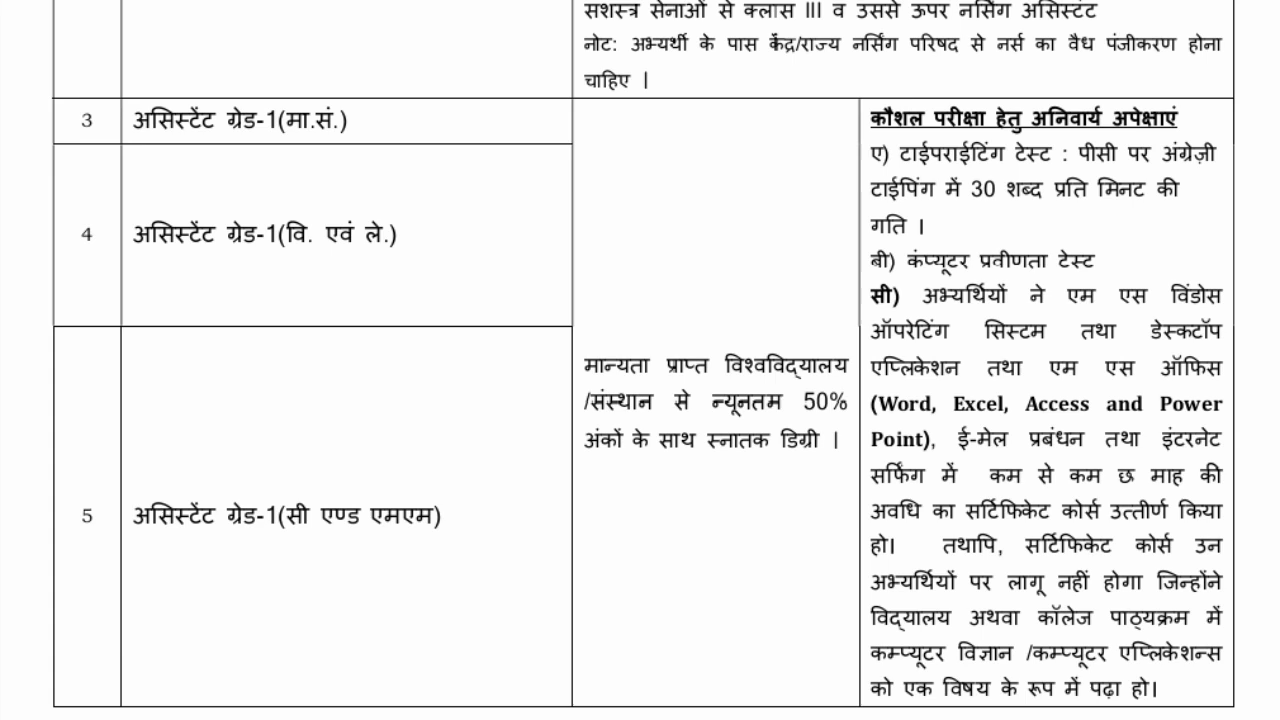 सशस्त्र सेनाओं से क्लास III व उससे ऊपर नर्सिंग असिस्टंट
नोट: अभ्यर्थी के पास केंद्र/राज्य नर्सिंग परिषद से नर्स का वैध पंजीकरण होना
चाहिए |
3
असिस्टेंट ग्रेड-1(मा.सं.)
4
असिस्टेंट ग्रेड-1(वि. एवं ले.)
5
असिस्टेंट ग्रेड-1(सी एण्ड एमएम)
मान्यता प्राप्त विश्वविद्यालय
/संस्थान से न्यूनतम 50%
अंकों के साथ स्नातक डिग्री |
कौशल परीक्षा हेतु अनिवार्य अपेक्षाएं
ए) टाईपराईटिंग टेस्ट : पीसी पर अंग्रेज़ी
टाईपिंग में 30 शब्द प्रति मिनट की
गति |
बी) कंप्यूटर प्रवीणता टेस्ट
सी) अभ्यर्थियों ने एम एस विंडोस
ऑपरेटिंग सिस्टम तथा डेस्कटॉप
एप्लिकेशन तथा एम एस ऑफिस
(Word, Excel, Access and Power
Point), ई-मेल प्रबंधन तथा इंटरनेट
सर्फिंग में कम से कम छ माह की
अवधि का सर्टिफिकेट कोर्स उत्तीर्ण किया
हो। तथापि, सर्टिफिकेट कोर्स उन
अभ्यर्थियों पर लागू नहीं होगा जिन्होंने
विद्यालय अथवा कॉलेज पाठ्यक्रम में
कम्प्यूटर विज्ञान /कम्प्यूटर एप्लिकेशन्स
को एक विषय के रूप में पढ़ा हो।